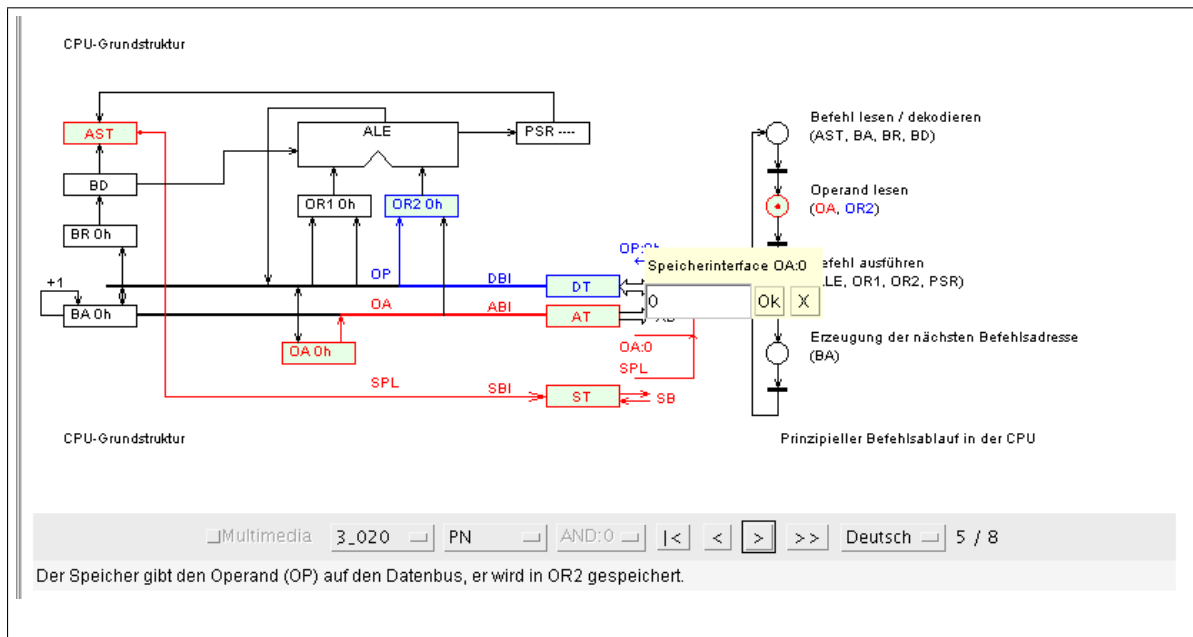 CPU-Grundstruktur
AST
ALE
PSR ----
BD
OR1 0h
OR2 0h
BR 0h
+1
BA 0h
OP
DBI
DT
OA
ABI
AT
OA 0h
SPL
SBI
ST
SB
OA:0
SPL
Speicherinterface OA:0
0
Ok
X
Befehl lesen / dekodieren
(AST, BA, BR, BD)
Operand lesen
(OA, OR2)
OR1, OR2, PSR)
Erzeugung der nächsten Befehlsadresse
(BA)
CPU-Grundstruktur
Prinzipieller Befehlsablauf in der CPU
Multimedia 3_020 PN AND:0 |< < > >> Deutsch 5 / 8
Der Speicher gibt den Operand (OP) auf den Datenbus, er wird in OR2 gespeichert.